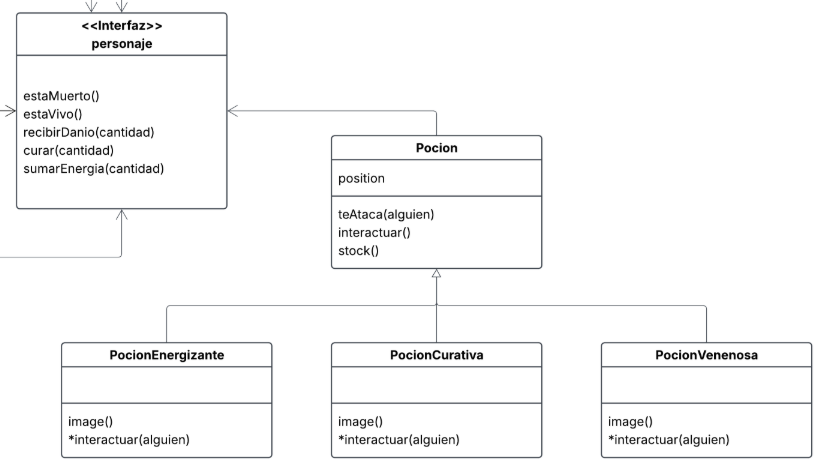 <<Interfaz>>
personaje
estaMuerto()
estaVivo()
recibirDanio(cantidad)
curar(cantidad)
sumarEnergia(cantidad)
Pocion
position
teAtaca(alguien)
interactuar()
stock()
PocionEnergizante
image()
*interactuar(alguien)
PocionCurativa
image()
*interactuar(alguien)
PocionVenenosa
image()
*interactuar(alguien)